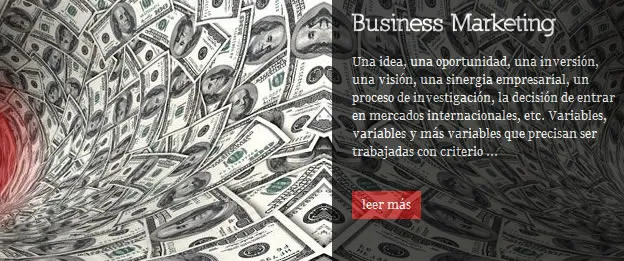 Business Marketing
Una idea, una oportunidad, una inversión,
una visión, una sinergia empresarial, un
proceso de investigación, la decisión de entrar
en mercados internacionales, etc. Variables,
variables y más variables que precisan ser
trabajadas con criterio ...
leer más